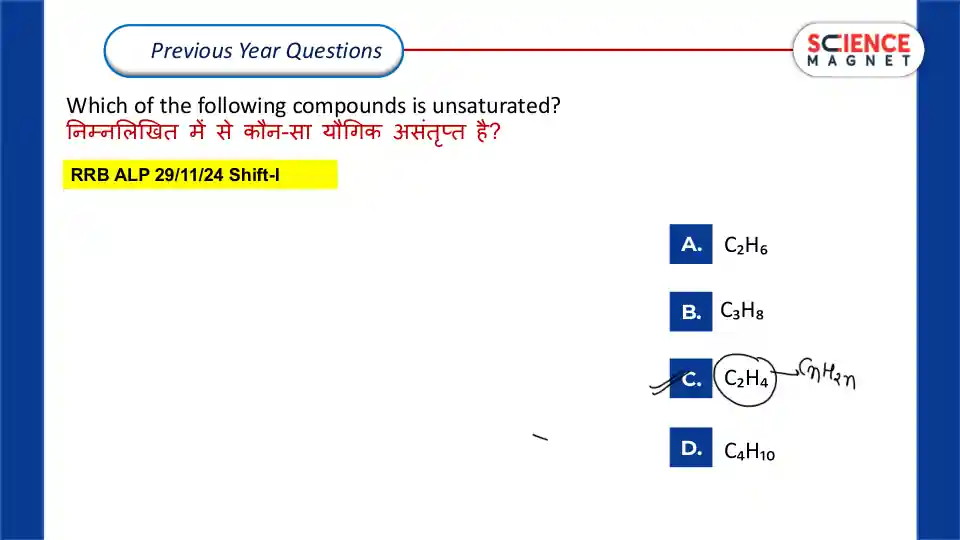 Previous Year Questions
SCIENCE
MAGNET
Which of the following compounds is unsaturated?
निम्नलिखित में से कौन-सा यौगिक असंतृप्त है?
RRB ALP 29/11/24 Shift-I
A. C₂H₆
B. C₃H₈
C. C₂H₄ CnH2n
D. C₄H₁₀